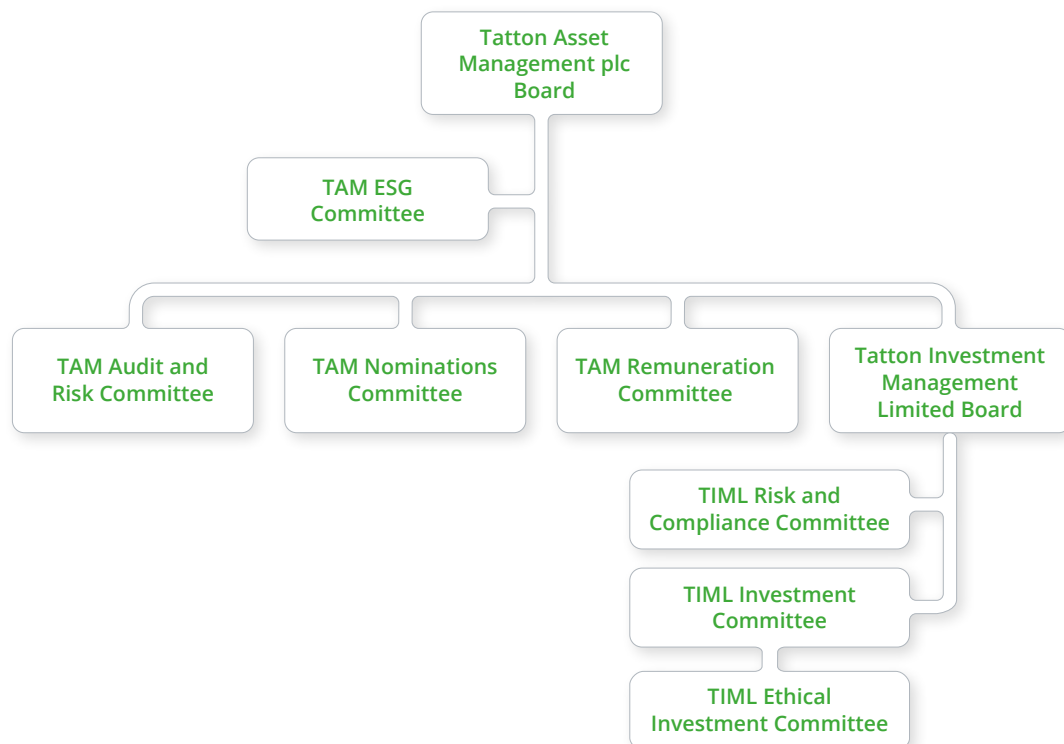 Tatton Asset
Management plc
Board
TAM ESG
Committee
TAM Audit and
Risk Committee
TAM Nominations
Committee
TAM Remuneration
Committee
Tatton Investment
Management
Limited Board
TIML Risk and
Compliance Committee
TIML Investment
Committee
TIML Ethical
Investment Committee